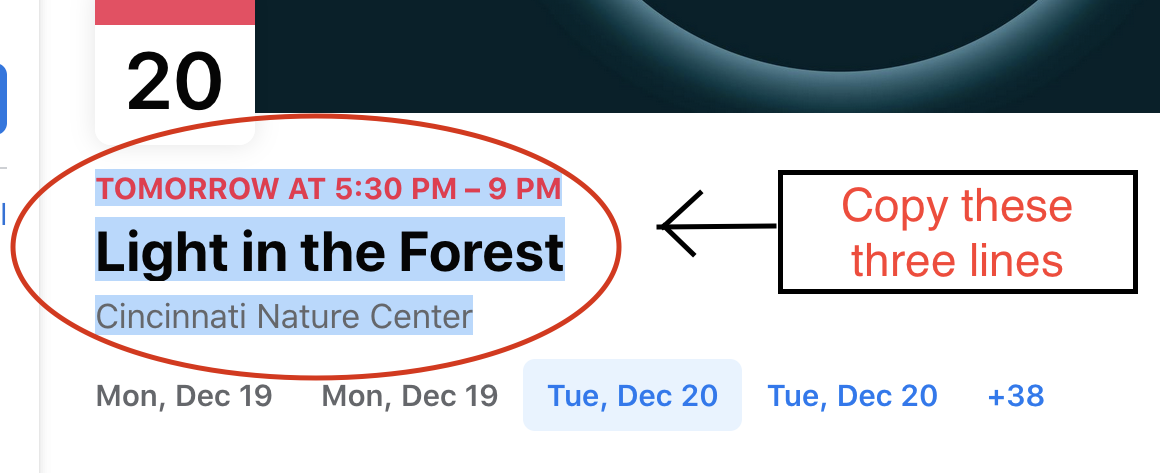 20
TOMORROW AT 5:30 PM – 9 PM
Light in the Forest
Cincinnati Nature Center
Copy these
three lines
Mon, Dec 19 Mon, Dec 19 Tue, Dec 20 Tue, Dec 20 +38